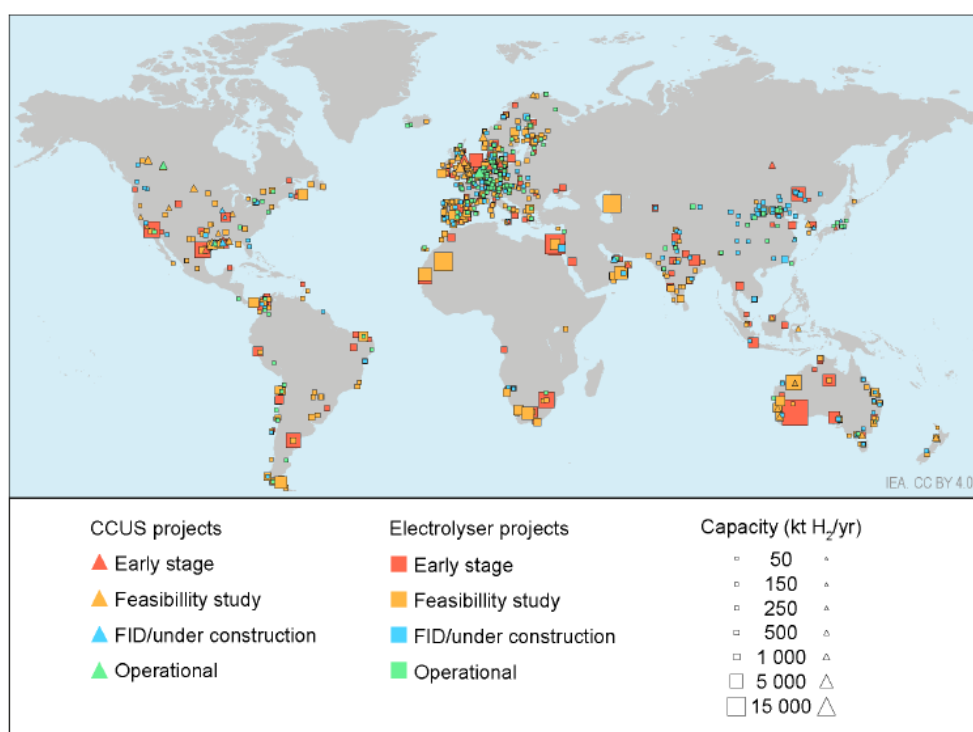 IEA. CC BY 4.0
CCUS projects
Early stage
Feasibillity study
FID/under construction
Operational
Electrolyser projects
Early stage
Feasibillity study
FID/under construction
Operational
Capacity (kt H₂/yr)
50
150
250
500
1 000
5 000
15 000